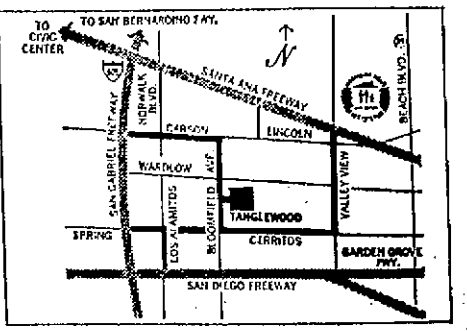 TO SAN BERNARDINO FWY.
TO
CIVIC
CENTER
N
SANTA ANA FREEWAY
NORWALK
BLVD.
BEACH BLVD.
SAN GABRIEL FREEWAY
CARSON
LINCOLN
WARDLOW
BLOOMFIELD AVE
VALLEY VIEW
TANGLEWOOD
LOS ALAMITOS
SPRING
CERRITOS
GARDEN GROVE
FWY.
SAN DIEGO FREEWAY